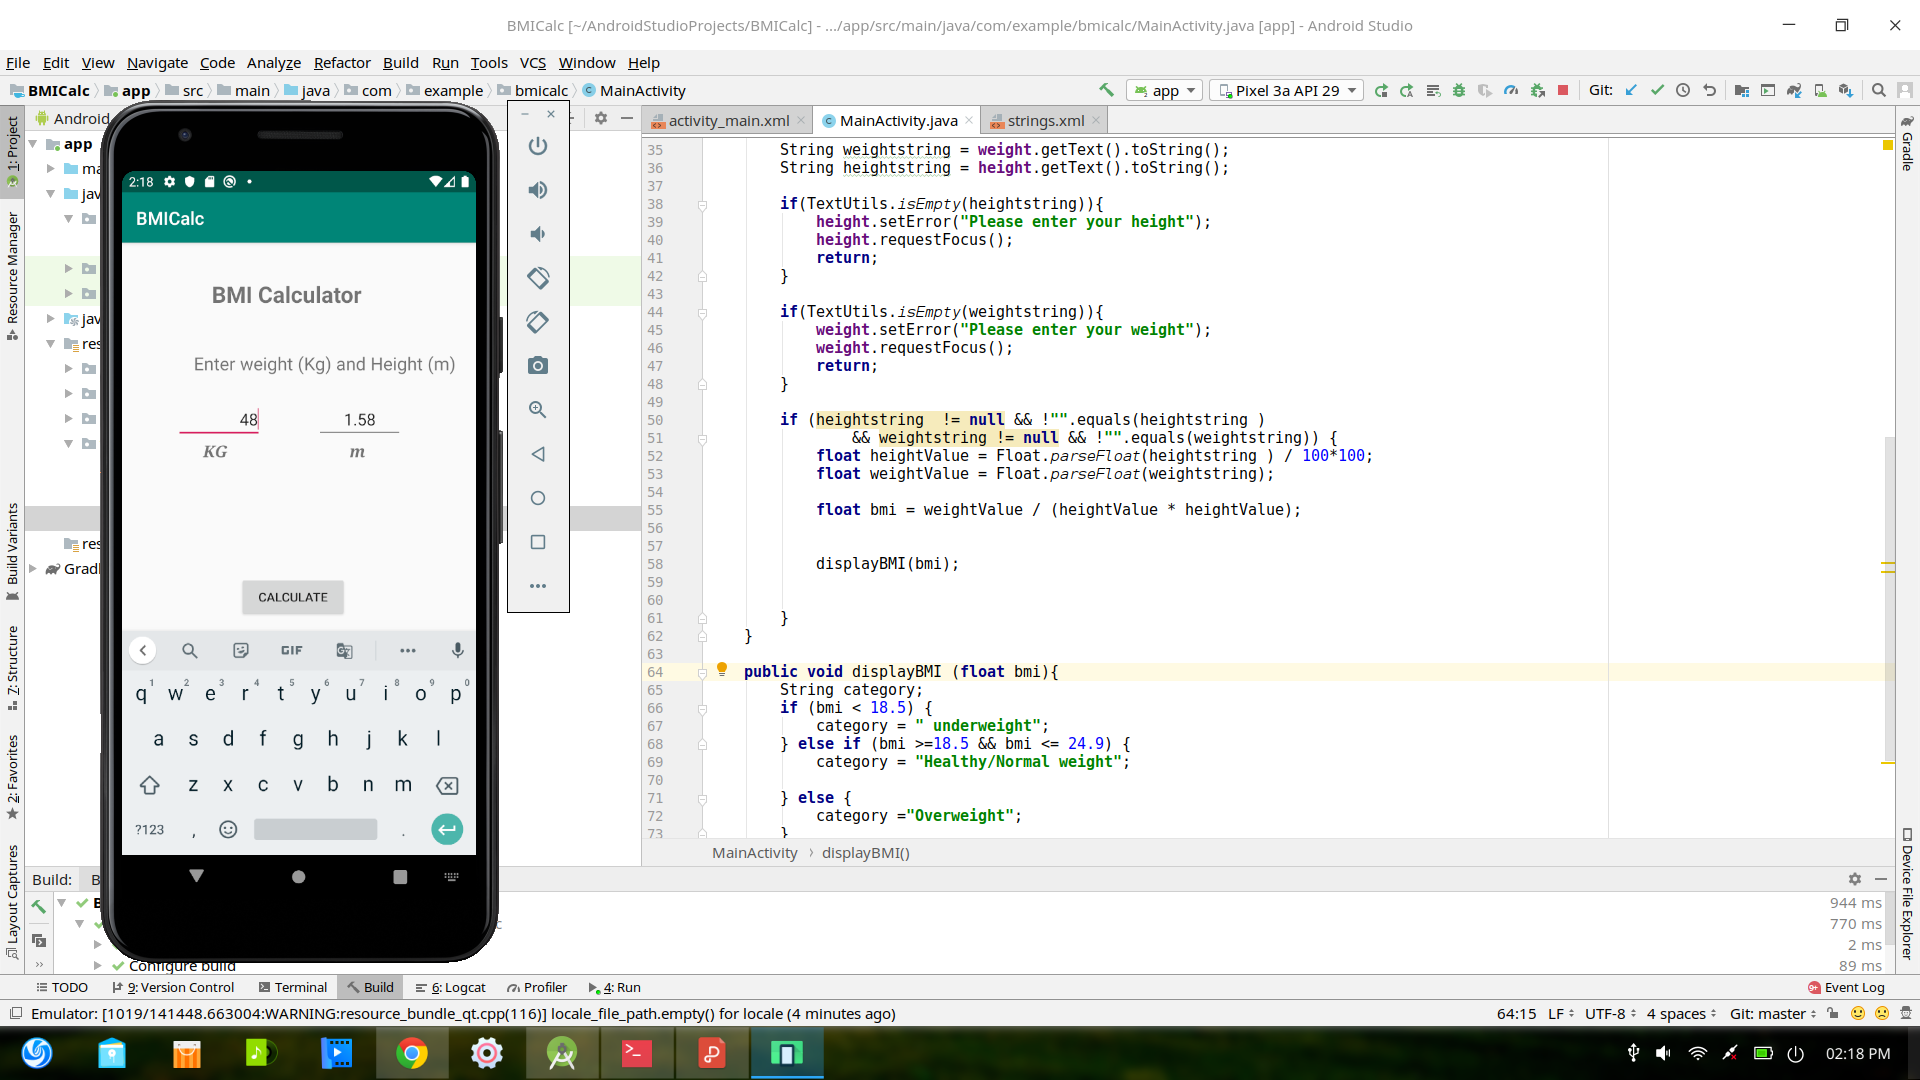 BMICalc [~/AndroidStudioProjects/BMICalc] - .../app/src/main/java/com/example/bmicalc/MainActivity.java [app] - Android Studio
File Edit View Navigate Code Analyze Refactor Build Run Tools VCS Window Help
BMICalc app src main java com example bmicalc MainActivity app Pixel 3a API 29 Git:
1: Project
Resource Manager
Build Variants
7: Structure
2: Favorites
Layout Captures
Android
app
jav
jav
res
res
Gradl
2:18
BMICalc
BMI Calculator
Enter weight (Kg) and Height (m)
48 1.58
KG m
CALCULATE
GIF
q1 w2 e3 r4 t5 y6 u7 i8 o9 p0
a s d f g h j k l
z x c v b n m
?123 , .
activity_main.xml MainActivity.java strings.xml
35 String weightstring = weight.getText().toString();
36 String heightstring = height.getText().toString();
37
38 if(TextUtils.isEmpty(heightstring)){
39 height.setError("Please enter your height");
40 height.requestFocus();
41 return;
42 }
43
44 if(TextUtils.isEmpty(weightstring)){
45 weight.setError("Please enter your weight");
46 weight.requestFocus();
47 return;
48 }
49
50 if (heightstring  != null && !"".equals(heightstring )
51 && weightstring != null && !"".equals(weightstring)) {
52 float heightValue = Float.parseFloat(heightstring ) / 100*100;
53 float weightValue = Float.parseFloat(weightstring);
54
55 float bmi = weightValue / (heightValue * heightValue);
56
57
58 displayBMI(bmi);
59
60
61 }
62 }
63
64 public void displayBMI (float bmi){
65 String category;
66 if (bmi < 18.5) {
67 category = " underweight";
68 } else if (bmi >=18.5 && bmi <= 24.9) {
69 category = "Healthy/Normal weight";
70
71 } else {
72 category ="Overweight";
73 }
MainActivity › displayBMI()
Gradle
Device File Explorer
Build:
944 ms
770 ms
2 ms
Configure build 89 ms
TODO 9: Version Control Terminal Build 6: Logcat Profiler 4: Run 9+ Event Log
Emulator: [1019/141448.663004:WARNING:resource_bundle_qt.cpp(116)] locale_file_path.empty() for locale (4 minutes ago) 64:15 LF UTF-8 4 spaces Git: master
02:18 PM